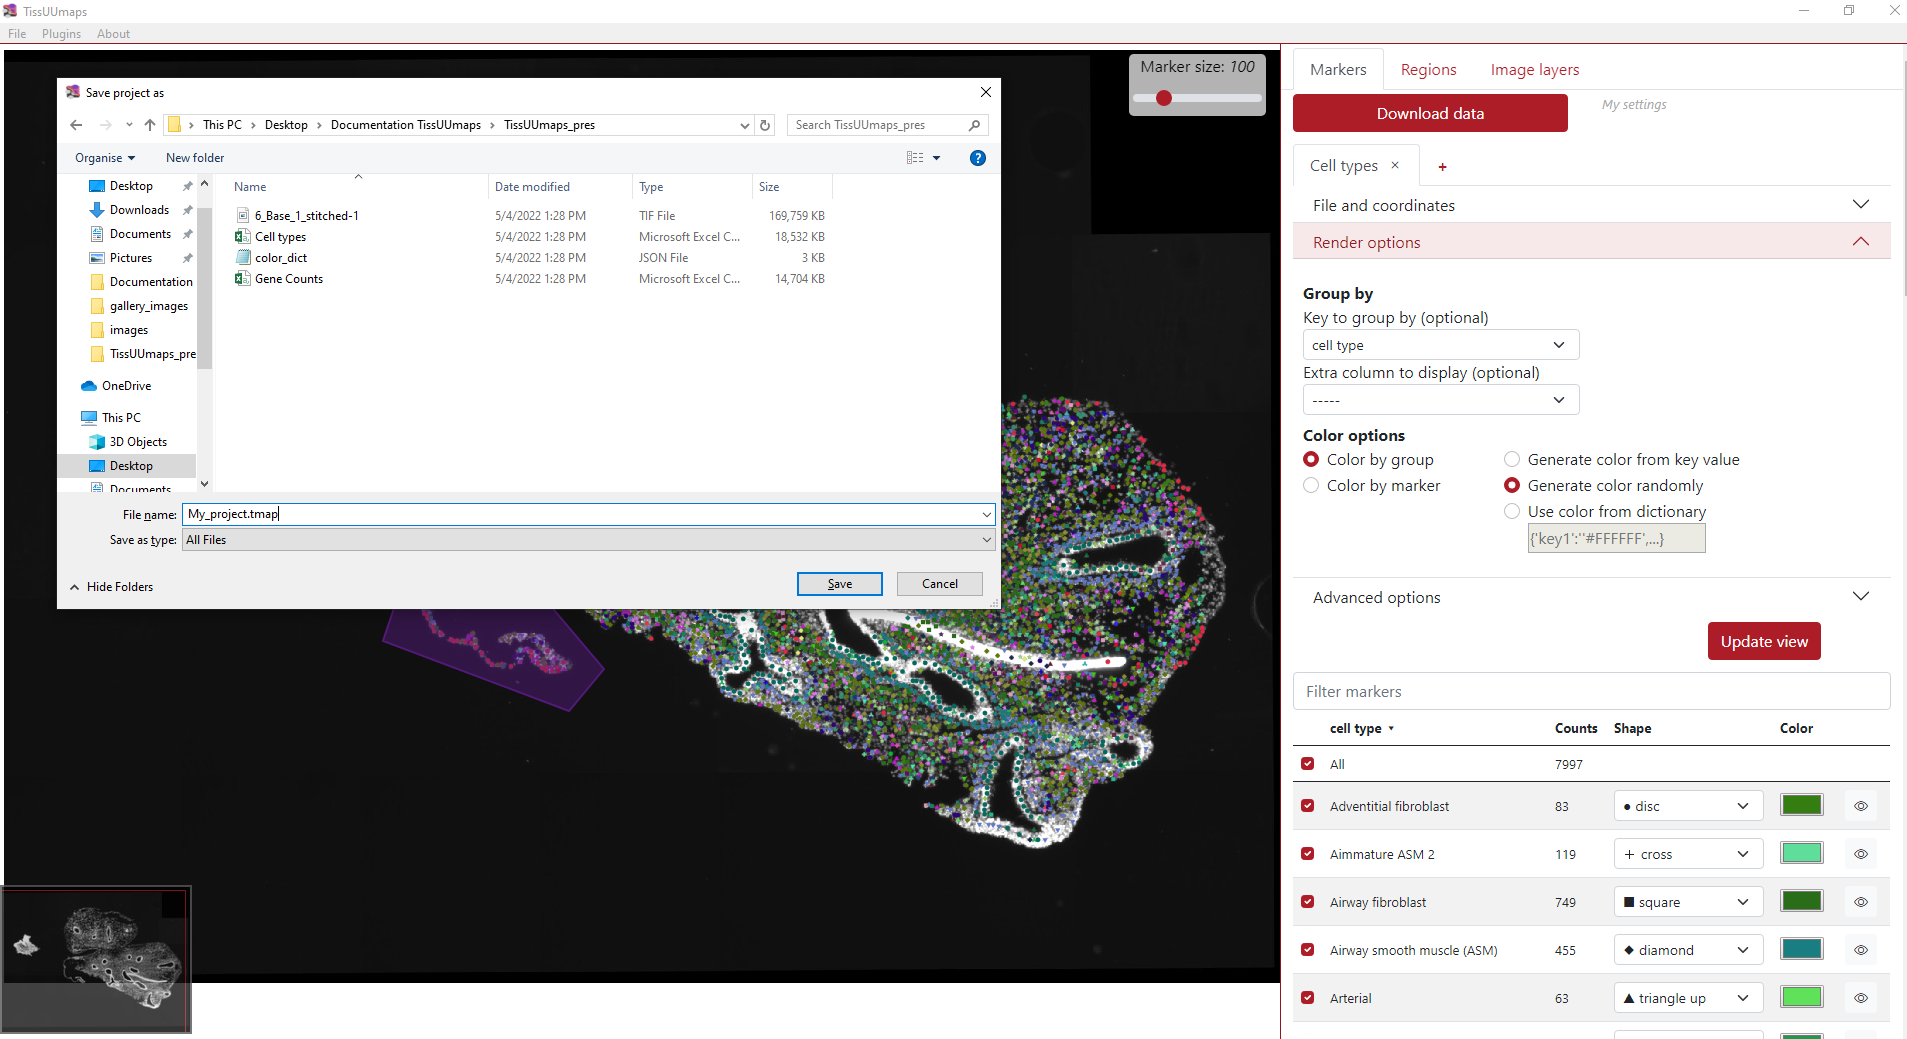 TissUUmaps
File Plugins About
Save project as
This PC Desktop Documentation TissUUmaps TissUUmaps_pres
Search TissUUmaps_pres
Organise New folder
Desktop
Downloads
Documents
Pictures
Documentation
gallery_images
images
TissUUmaps_pre
OneDrive
This PC
3D Objects
Desktop
Documents
Name Date modified Type Size
6_Base_1_stitched-1 5/4/2022 1:28 PM TIF File 169,759 KB
Cell types 5/4/2022 1:28 PM Microsoft Excel C... 18,532 KB
color_dict 5/4/2022 1:28 PM JSON File 3 KB
Gene Counts 5/4/2022 1:28 PM Microsoft Excel C... 14,704 KB
File name: My_project.tmap
Save as type: All Files
Hide Folders
Save Cancel
Marker size: 100
Markers Regions Image layers
Download data
My settings
Cell types × +
File and coordinates
Render options
Group by
Key to group by (optional)
cell type
Extra column to display (optional)
-----
Color options
Color by group
Color by marker
Generate color from key value
Generate color randomly
Use color from dictionary
{'key1':''#FFFFFF',...}
Advanced options
Update view
Filter markers
cell type Counts Shape Color
All 7997
Adventitial fibroblast 83 disc
Aimmature ASM 2 119 cross
Airway fibroblast 749 square
Airway smooth muscle (ASM) 455 diamond
Arterial 63 triangle up